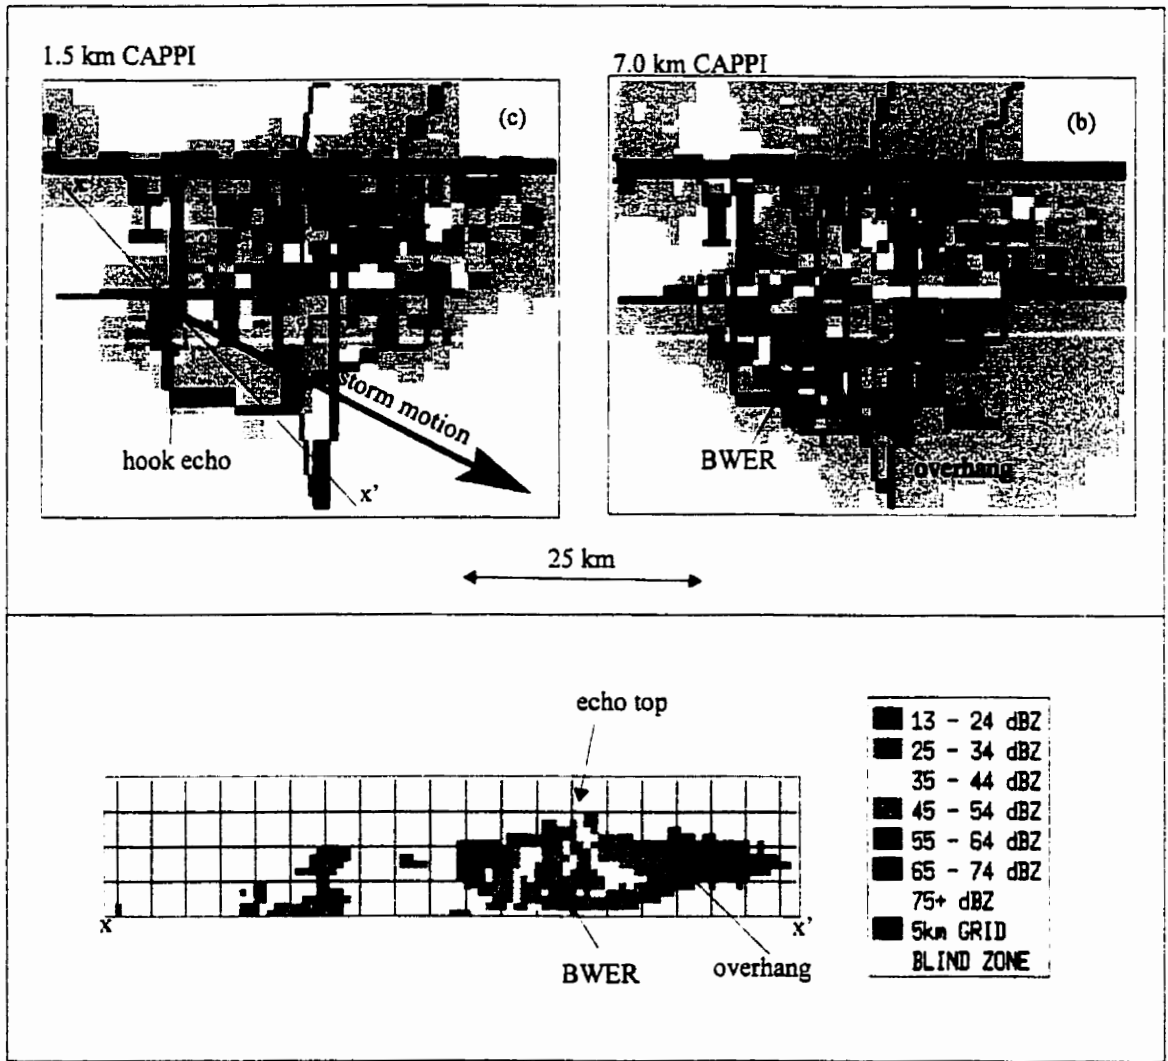 1.5 km CAPPI
7.0 km CAPPI
(c)
(b)
x
storm motion
hook echo
x'
BWER
overhang
25 km
echo top
x
x'
BWER
overhang
13 - 24 dBZ
25 - 34 dBZ
35 - 44 dBZ
45 - 54 dBZ
55 - 64 dBZ
65 - 74 dBZ
75+ dBZ
5km GRID
BLIND ZONE